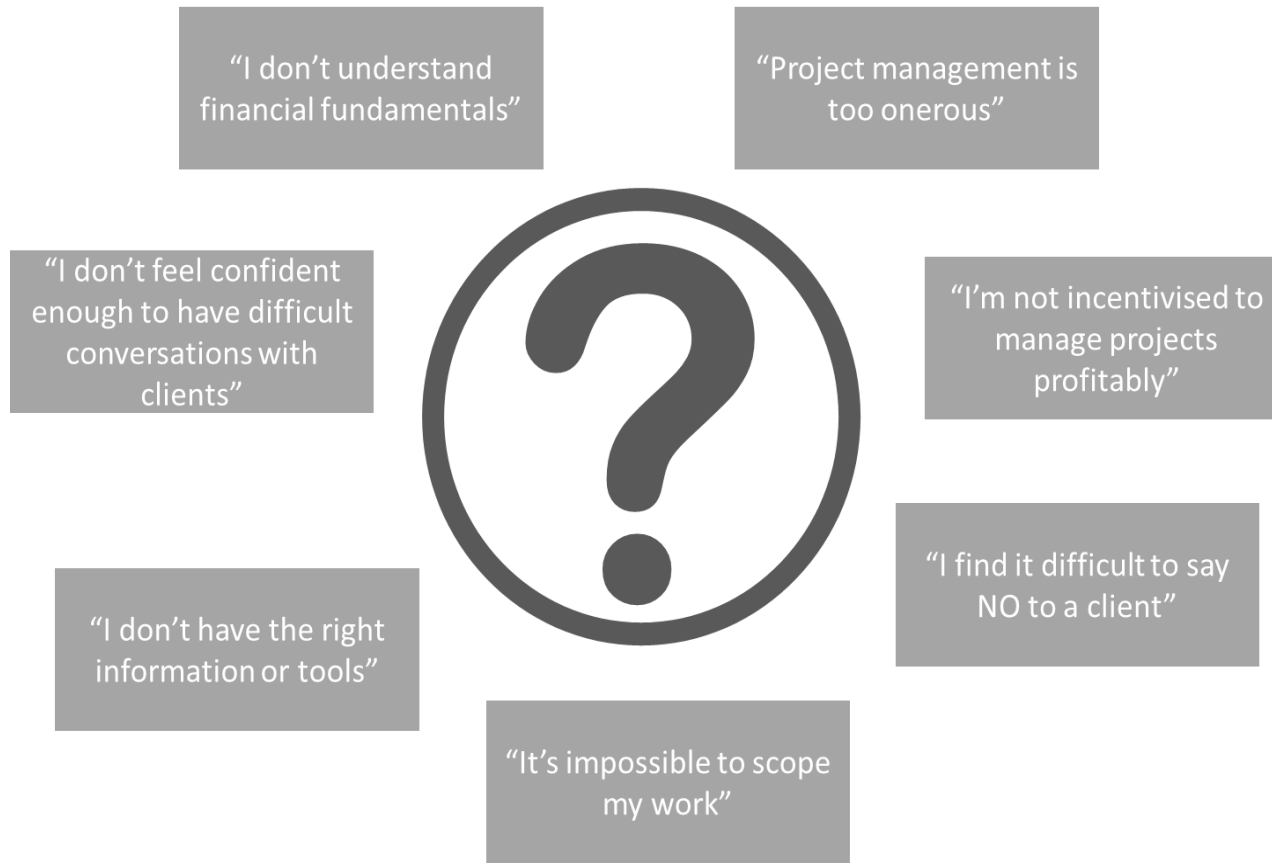 “I don’t understand
financial fundamentals”
“Project management is
too onerous”
“I don’t feel confident
enough to have difficult
conversations with
clients”
“I’m not incentivised to
manage projects
profitably”
“I find it difficult to say
NO to a client”
“I don’t have the right
information or tools”
“It’s impossible to scope
my work”
?